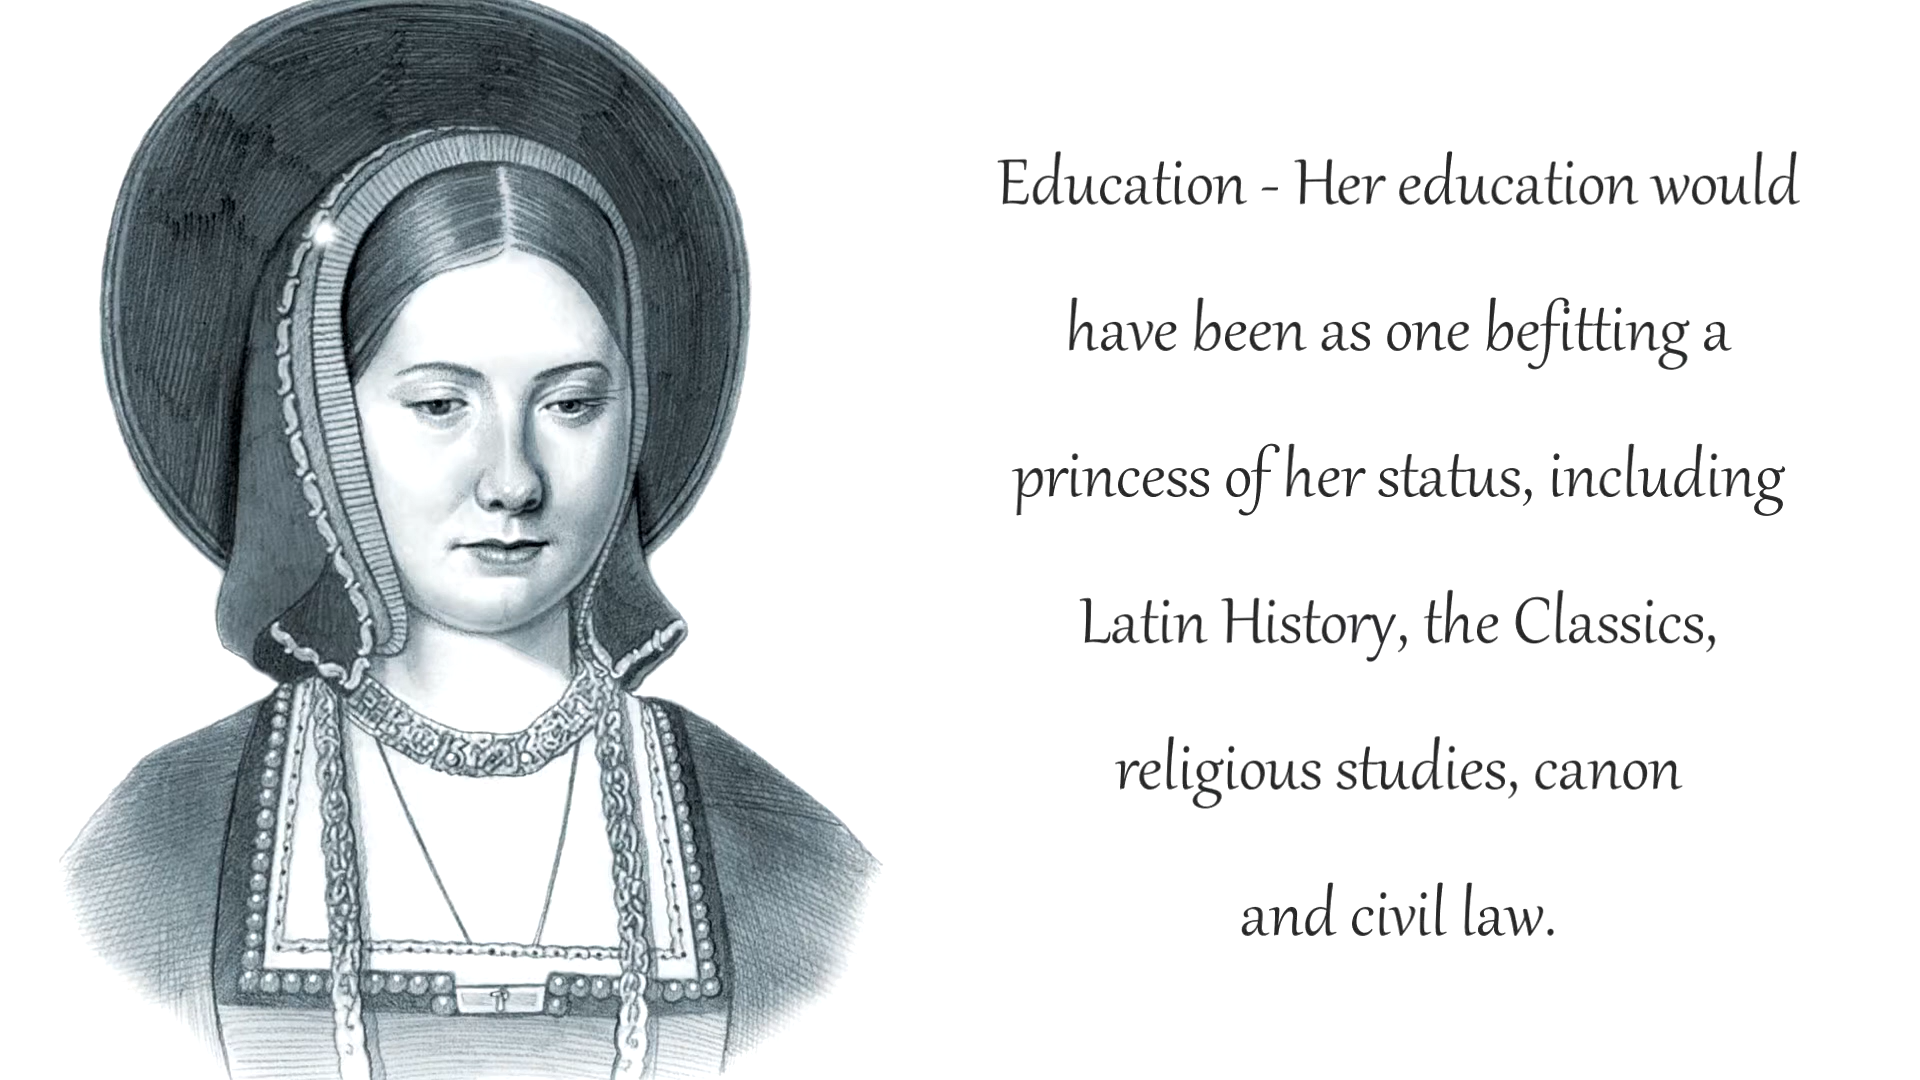 Education - Her education would
have been as one befitting a
princess of her status, including
Latin History, the Classics,
religious studies, canon
and civil law.